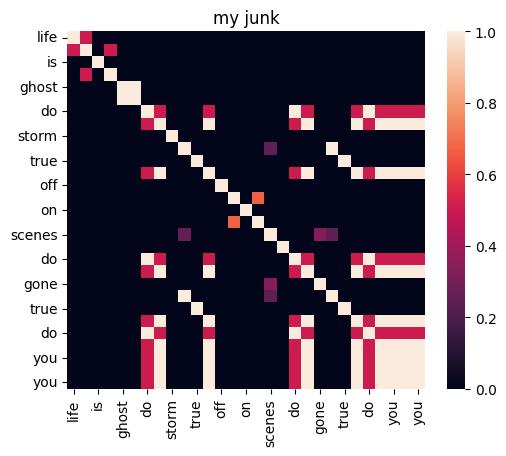 my junk
life
is
ghost
do
storm
true
off
on
scenes
do
gone
true
do
you
you
life
is
ghost
do
storm
true
off
on
scenes
do
gone
true
do
you
you
1.0
0.8
0.6
0.4
0.2
0.0